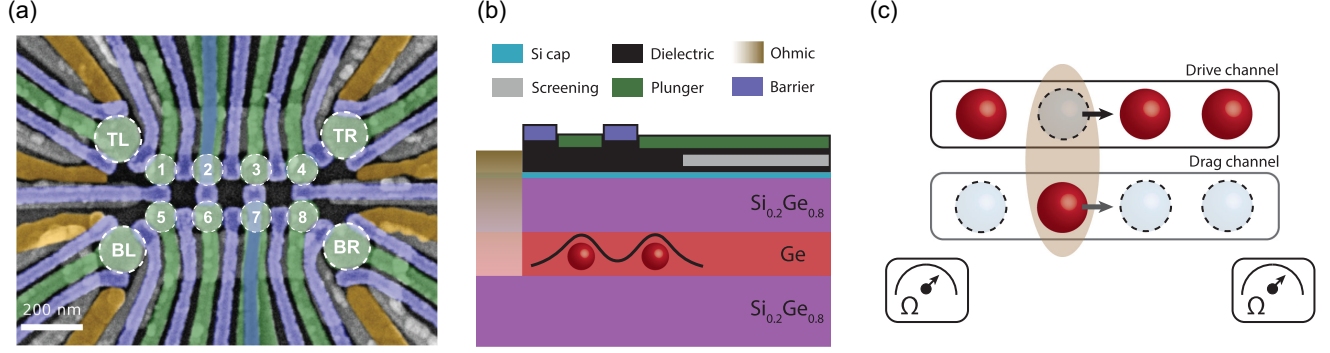 (a)
TL
TR
1
2
3
4
5
6
7
8
BL
BR
200 nm
(b)
Si cap
Dielectric
Ohmic
Screening
Plunger
Barrier
Si₀.₂Ge₀.₈
Ge
Si₀.₂Ge₀.₈
(c)
Drive channel
Drag channel
Ω
Ω